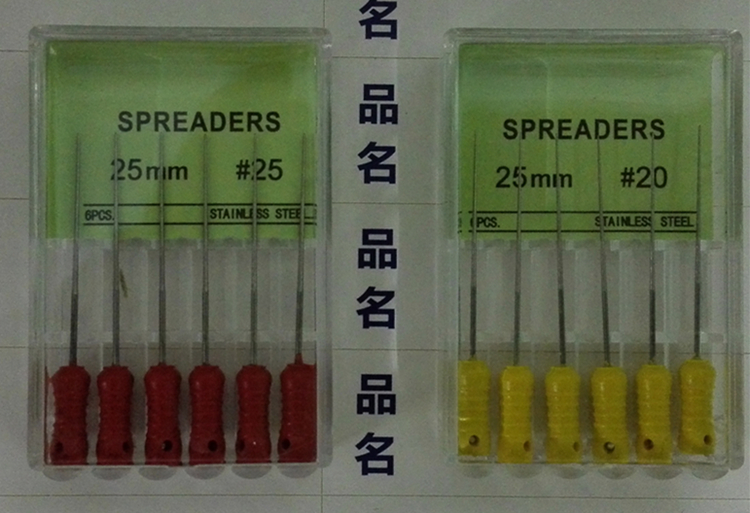 SPREADERS
25mm #25
6PCS. STAINLESS STEEL
名
品
名
品
名
品
名
SPREADERS
25mm #20
6PCS. STAINLESS STEEL